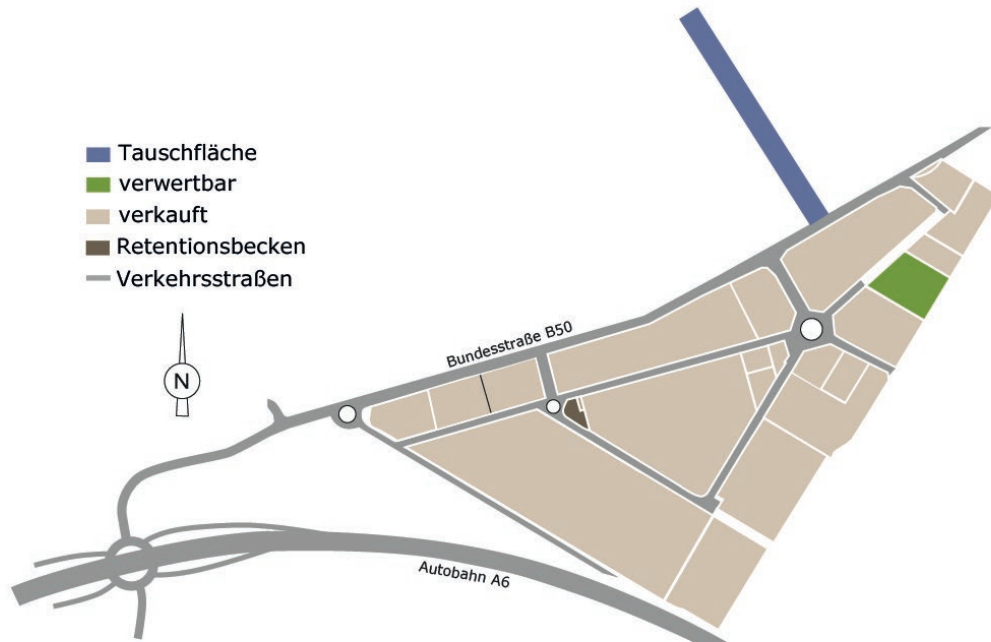 Tauschfläche
verwertbar
verkauft
Retentionsbecken
Verkehrsstraßen
N
Bundesstraße B50
Autobahn A6